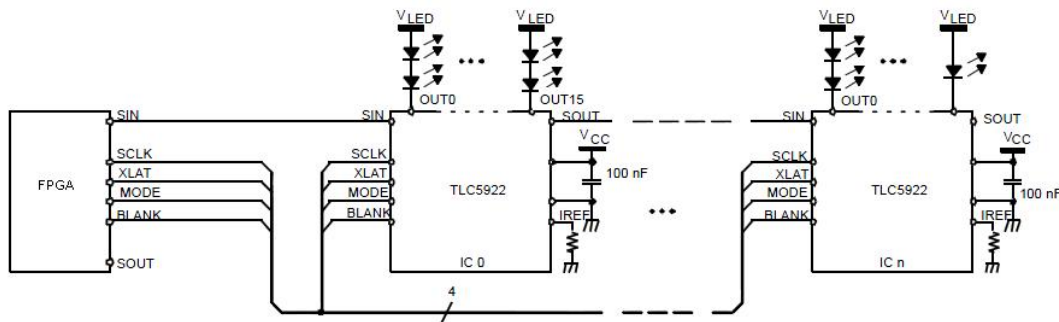 VLED
VLED
VLED
VLED
OUT0
OUT15
OUT0
SIN
SIN
SOUT
SIN
SOUT
VCC
VCC
SCLK
SCLK
SCLK
100 nF
100 nF
FPGA
XLAT
XLAT
TLC5922
XLAT
TLC5922
MODE
MODE
MODE
BLANK
BLANK
IREF
BLANK
IREF
SOUT
IC 0
IC n
4